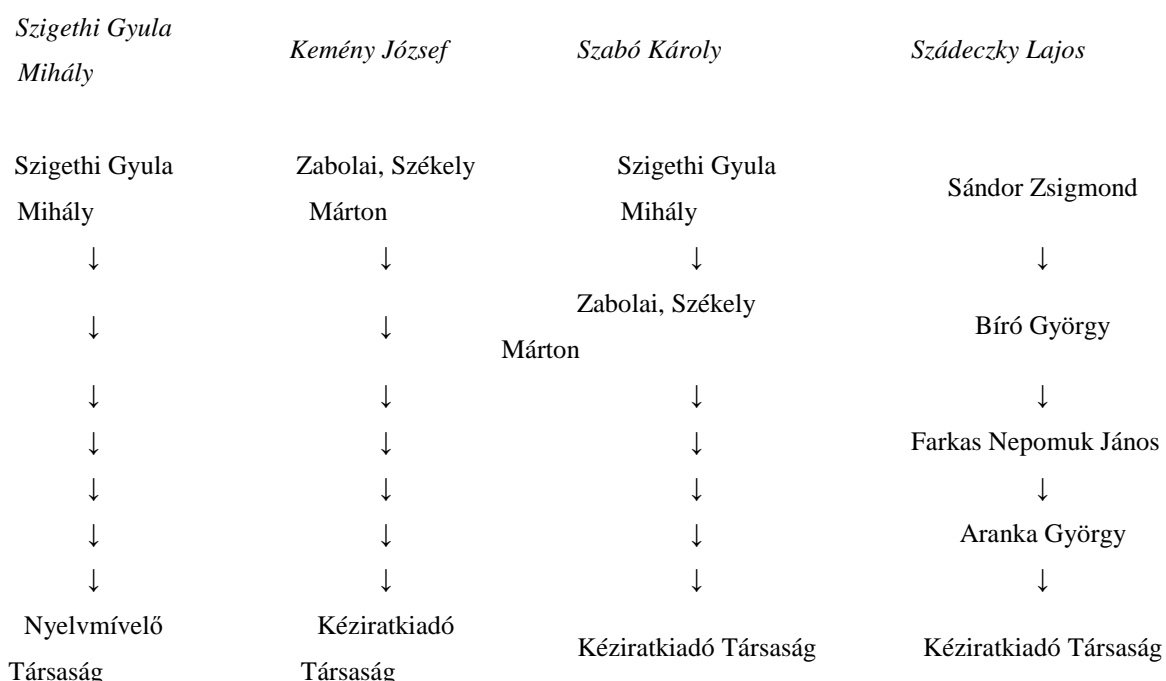 Szigethi Gyula
Mihály
Kemény József
Szabó Károly
Szádeczky Lajos
Szigethi Gyula
Mihály
Zabolai, Székely
Márton
Szigethi Gyula
Mihály
Sándor Zsigmond
↓ ↓ ↓ ↓
↓ ↓
Zabolai, Székely
Márton
Bíró György
↓ ↓ ↓ ↓
↓ ↓ ↓ Farkas Nepomuk János
↓ ↓ ↓ ↓
↓ ↓ ↓ Aranka György
↓ ↓ ↓ ↓
Nyelvmívelő
Társaság
Kéziratkiadó
Társaság
Kéziratkiadó Társaság
Kéziratkiadó Társaság